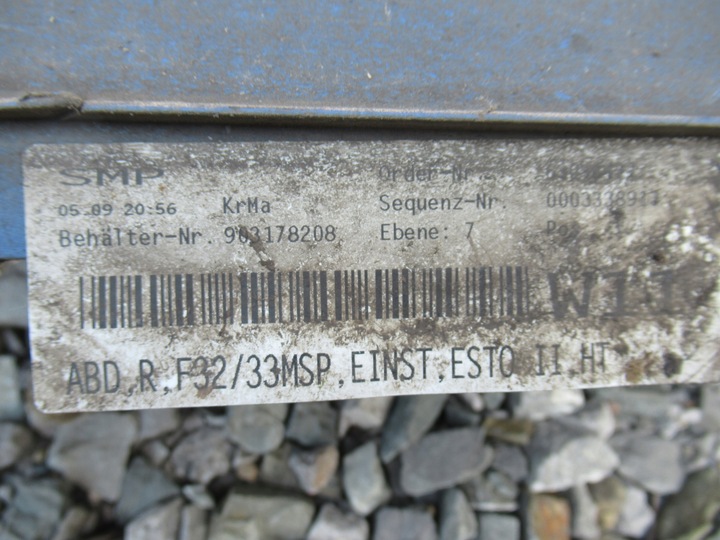 SMP Order-Nr.
05.09 20:56 KrMa Sequenz-Nr.
Behälter-Nr. 903178208 Ebene: 7
ABD,R,F32/33MSP,EINST,ESTO II,HT